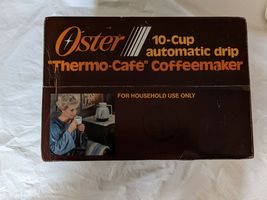 Oster
10-Cup
automatic drip
"Thermo-Café" Coffeemaker
FOR HOUSEHOLD USE ONLY